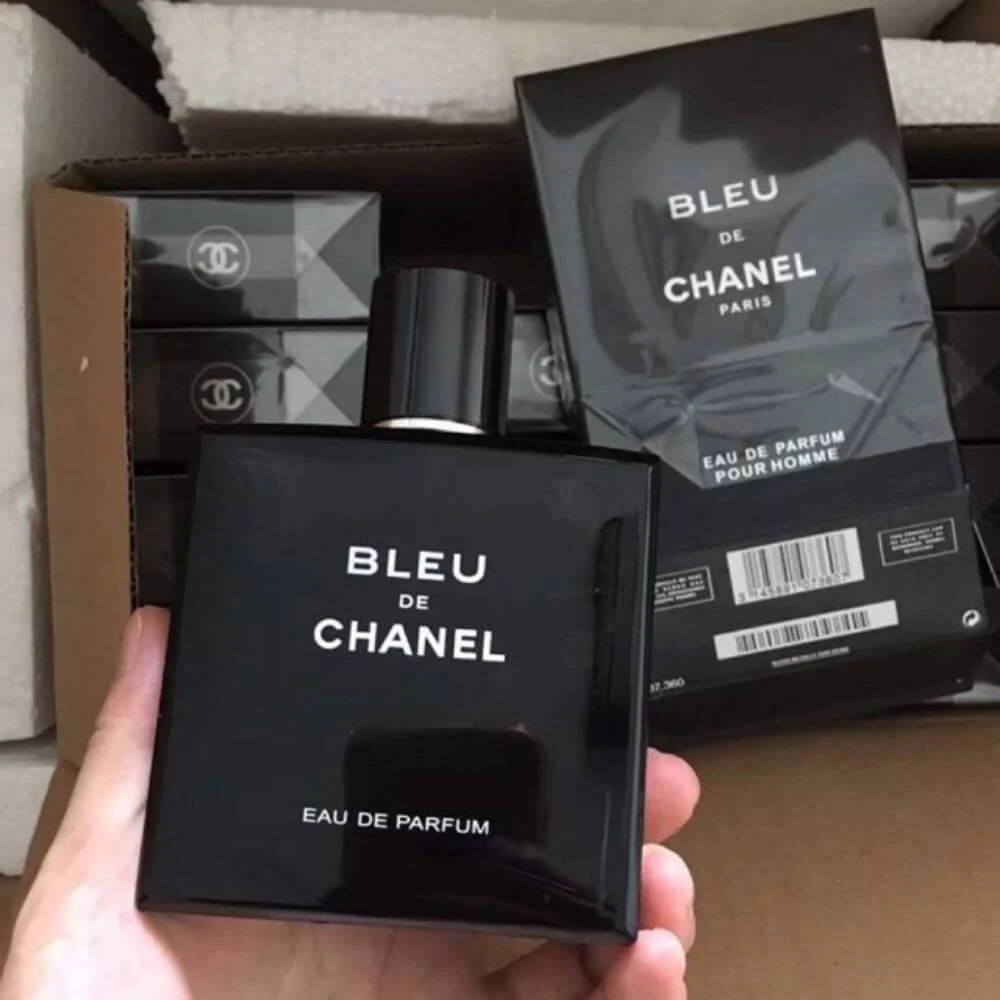 BLEU
DE
CHANEL
PARIS
EAU DE PARFUM
POUR HOMME
BLEU
DE
CHANEL
EAU DE PARFUM